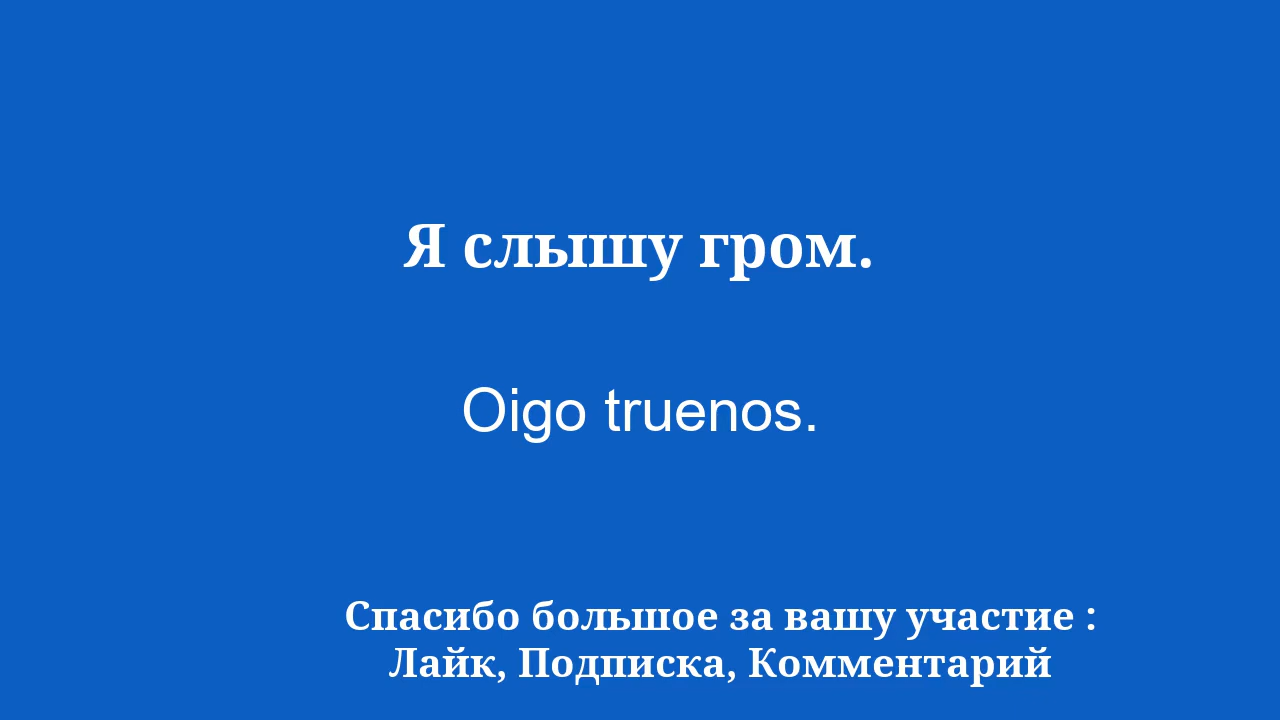 Я слышу гром.
Oigo truenos.
Спасибо большое за вашу участие :
Лайк, Подписка, Комментарий